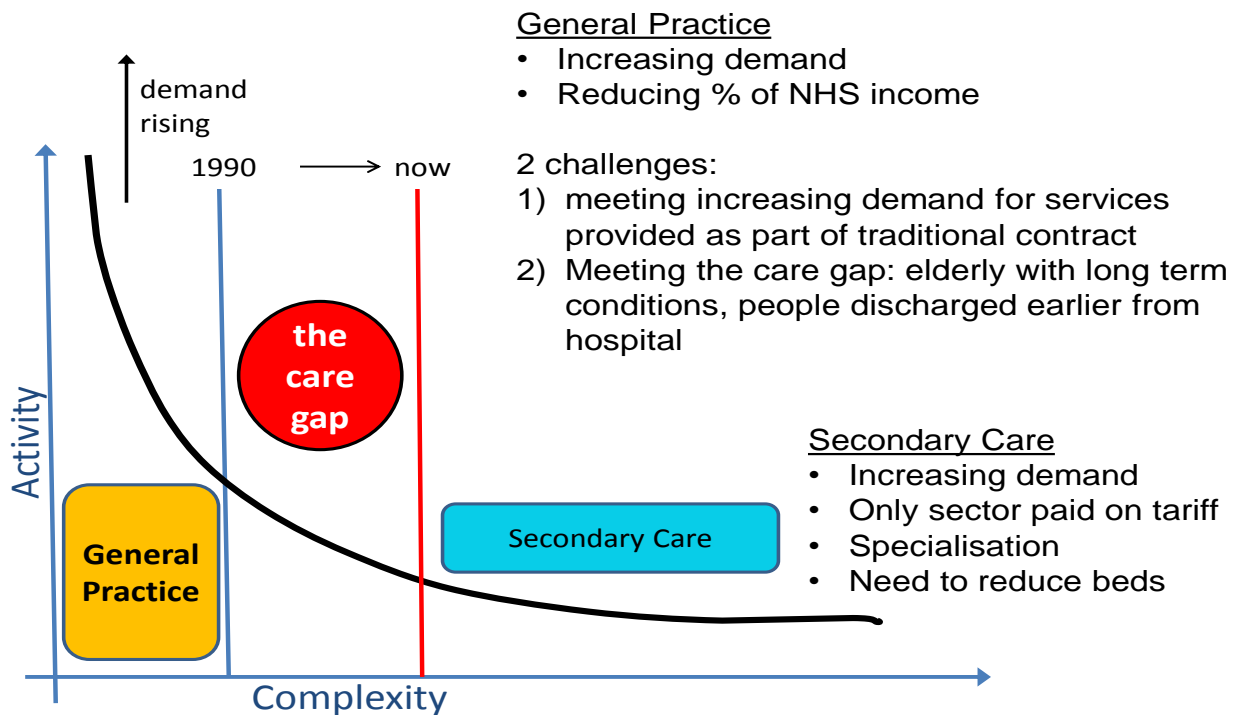 General Practice
• Increasing demand
• Reducing % of NHS income
demand
rising
1990
now
2 challenges:
1) meeting increasing demand for services
provided as part of traditional contract
2) Meeting the care gap: elderly with long term
conditions, people discharged earlier from
hospital
the
care
gap
Activity
Secondary Care
• Increasing demand
• Only sector paid on tariff
• Specialisation
• Need to reduce beds
General
Practice
Secondary Care
Complexity